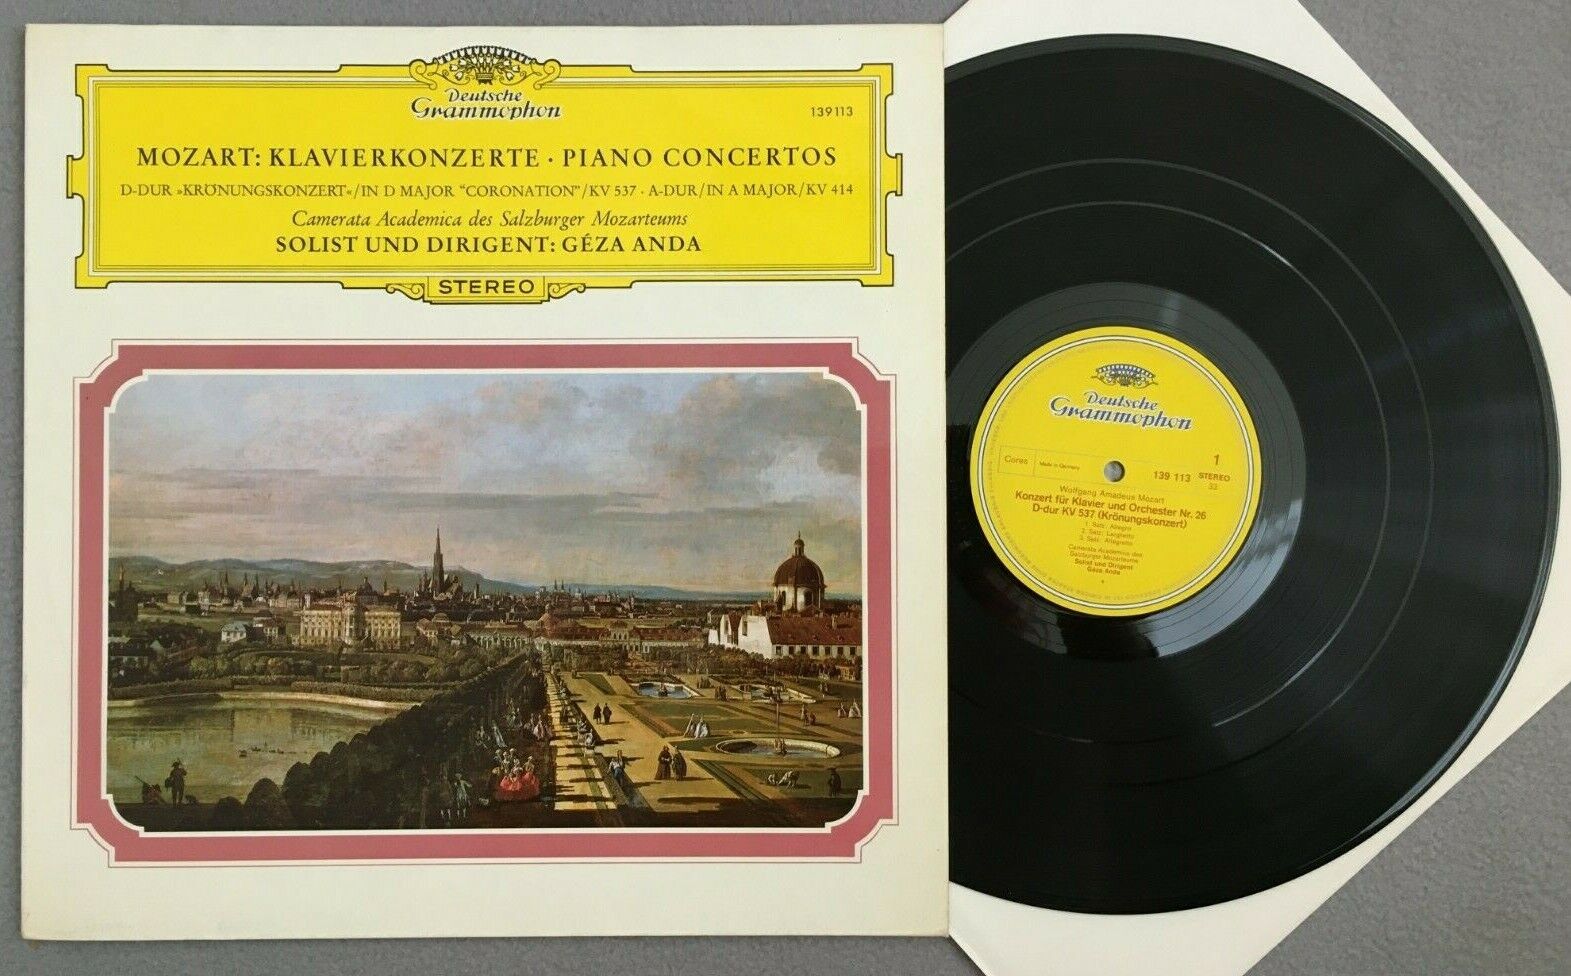 Deutsche
Grammophon
139113
MOZART: KLAVIERKONZERTE · PIANO CONCERTOS
D-DUR »KRÖNUNGSKONZERT«/IN D MAJOR “CORONATION”/KV 537 · A-DUR/IN A MAJOR/KV 414
Camerata Academica des Salzburger Mozarteums
SOLIST UND DIRIGENT: GÉZA ANDA
STEREO
Deutsche
Grammophon
Made in Germany
139 113
1
STEREO
33
Wolfgang Amadeus Mozart
Konzert für Klavier und Orchester Nr. 26
D-dur KV 537 (Krönungskonzert)
1. Satz: Allegro
2. Satz: Larghetto
3. Satz: Allegretto
Camerata Academica des
Salzburger Mozarteums
Solist und Dirigent
Géza Anda